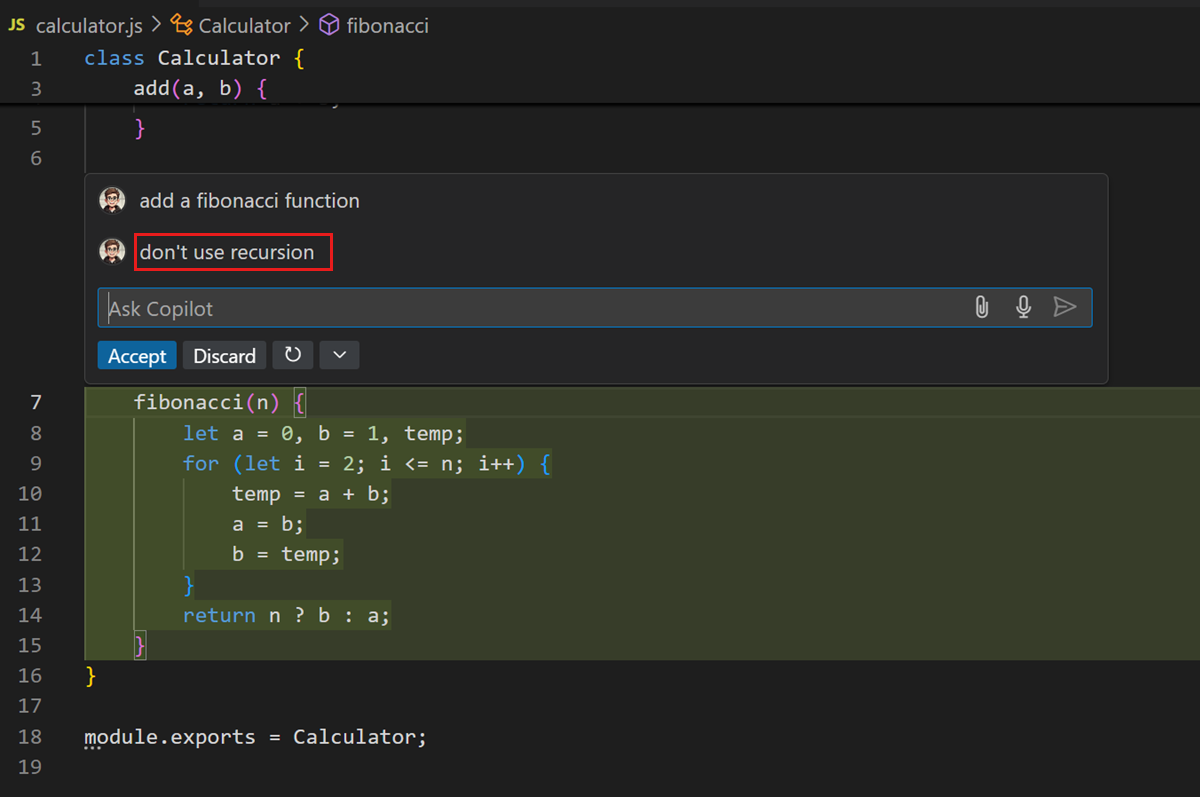 JS calculator.js > Calculator > fibonacci
1 class Calculator {
3     add(a, b) {
5     }
6
add a fibonacci function
don't use recursion
Ask Copilot
Accept Discard
7     fibonacci(n) {
8         let a = 0, b = 1, temp;
9         for (let i = 2; i <= n; i++) {
10             temp = a + b;
11             a = b;
12             b = temp;
13         }
14         return n ? b : a;
15     }
16 }
17
18 module.exports = Calculator;
19